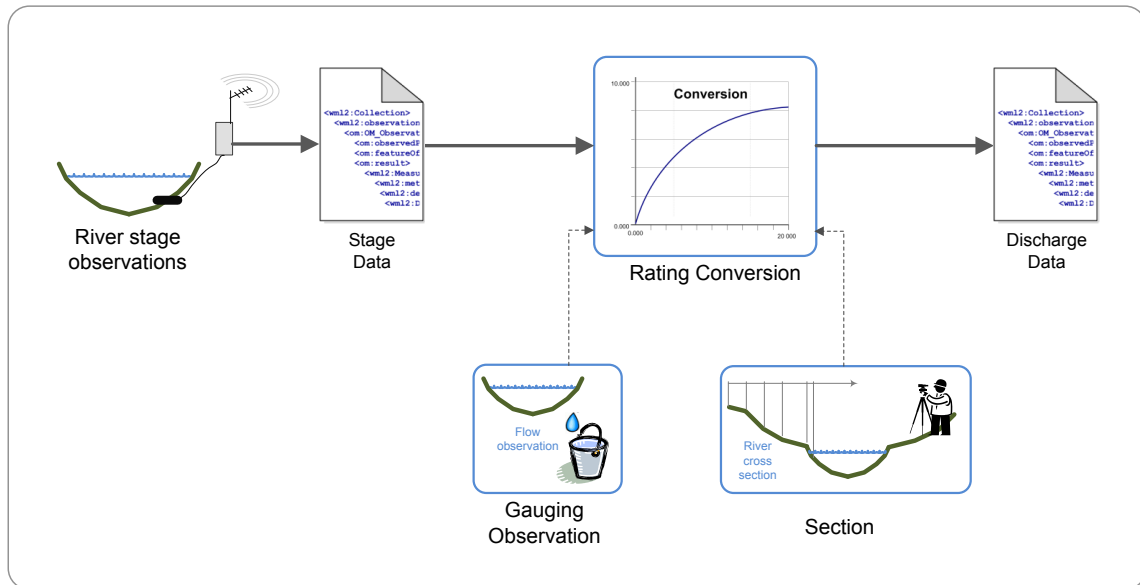 <wml2:Collection>
<wml2:observation
<om:OM_Observat
<om:observedP
<om:featureOf
<om:result>
<wml2:Measu
<wml2:met
<wml2:de
<wml2:D
10.000
Conversion
0.000
0.000
20 000
<wml2:Collection>
<wml2:observation
<om:OM_Observat
<om:observedP
<om:featureOf
<om:result>
<wml2:Measu
<wml2:met
<wml2:de
<wml2:D
River stage
observations
Stage
Data
Rating Conversion
Discharge
Data
Flow
observation
River
cross
section
Gauging
Observation
Section